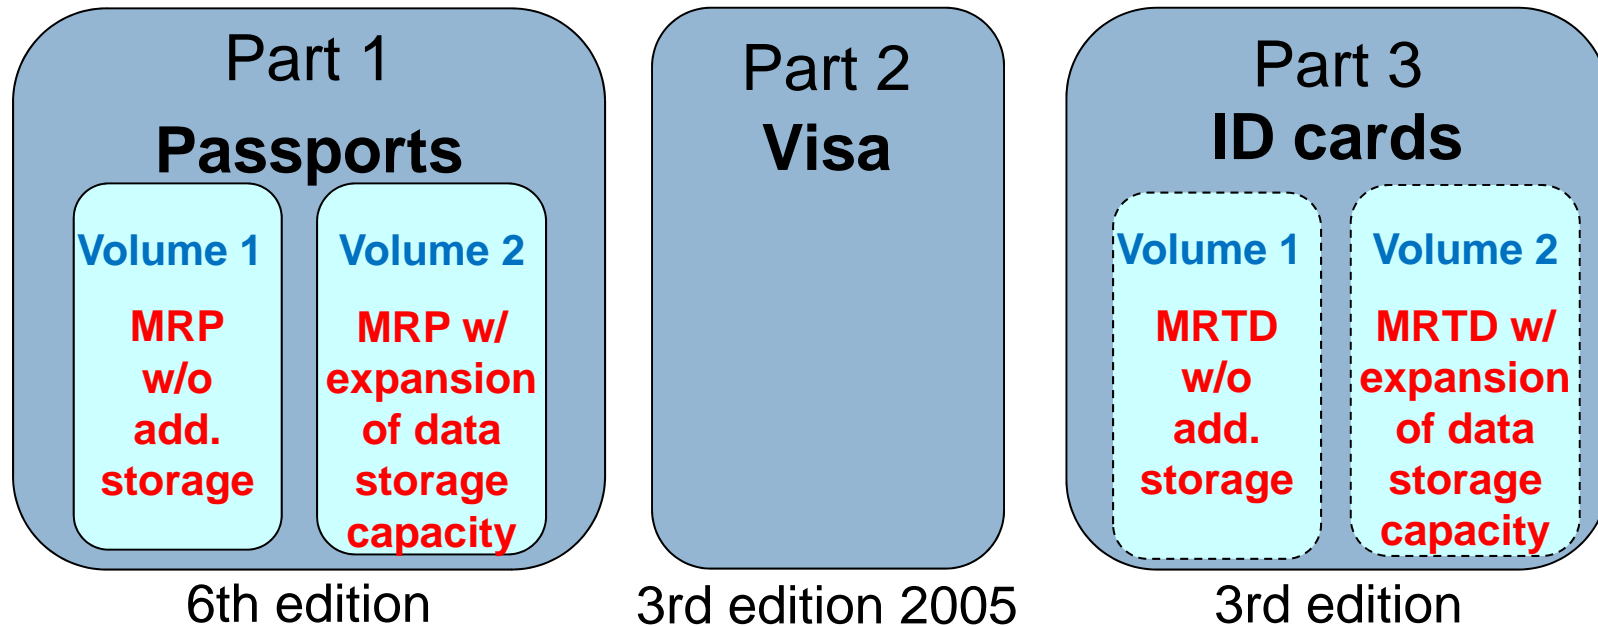 Part 1
Passports
Volume 1
MRP
w/o
add.
storage
Volume 2
MRP w/
expansion
of data
storage
capacity
6th edition
Part 2
Visa
3rd edition 2005
Part 3
ID cards
Volume 1
MRTD
w/o
add.
storage
Volume 2
MRTD w/
expansion
of data
storage
capacity
3rd edition